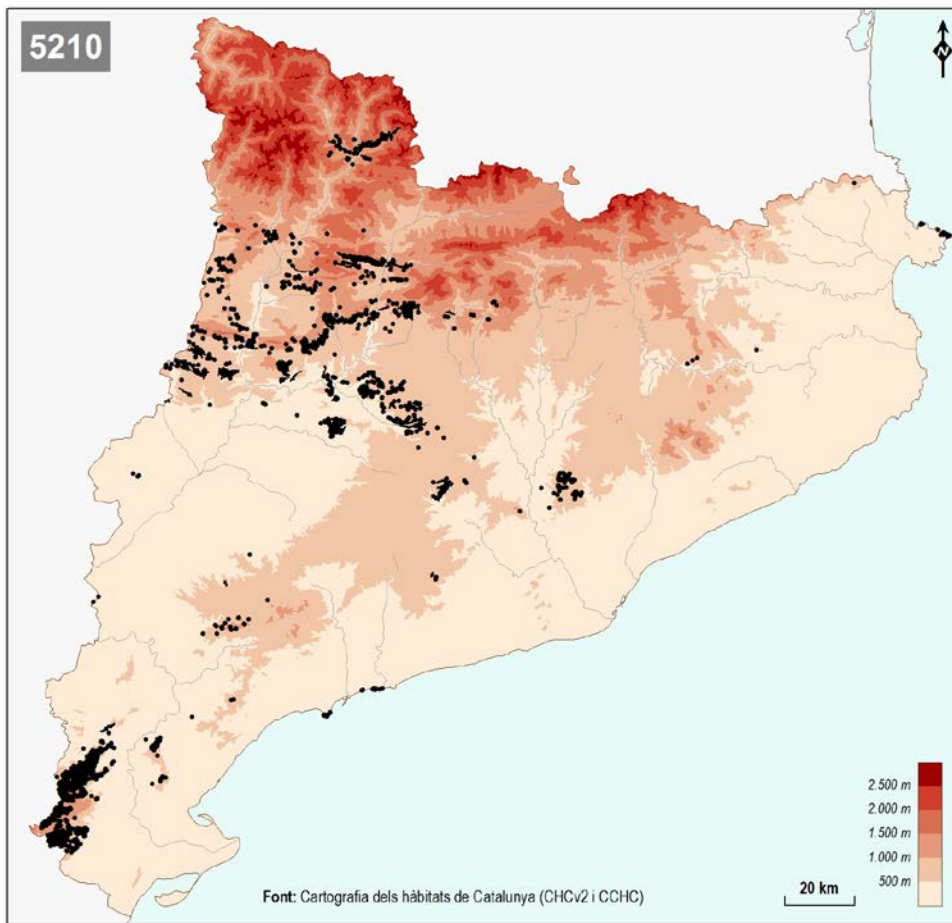 5210
N
2.500 m
2.000 m
1.500 m
1.000 m
500 m
20 km
Font: Cartografia dels hàbitats de Catalunya (CHCv2 i CCHC)